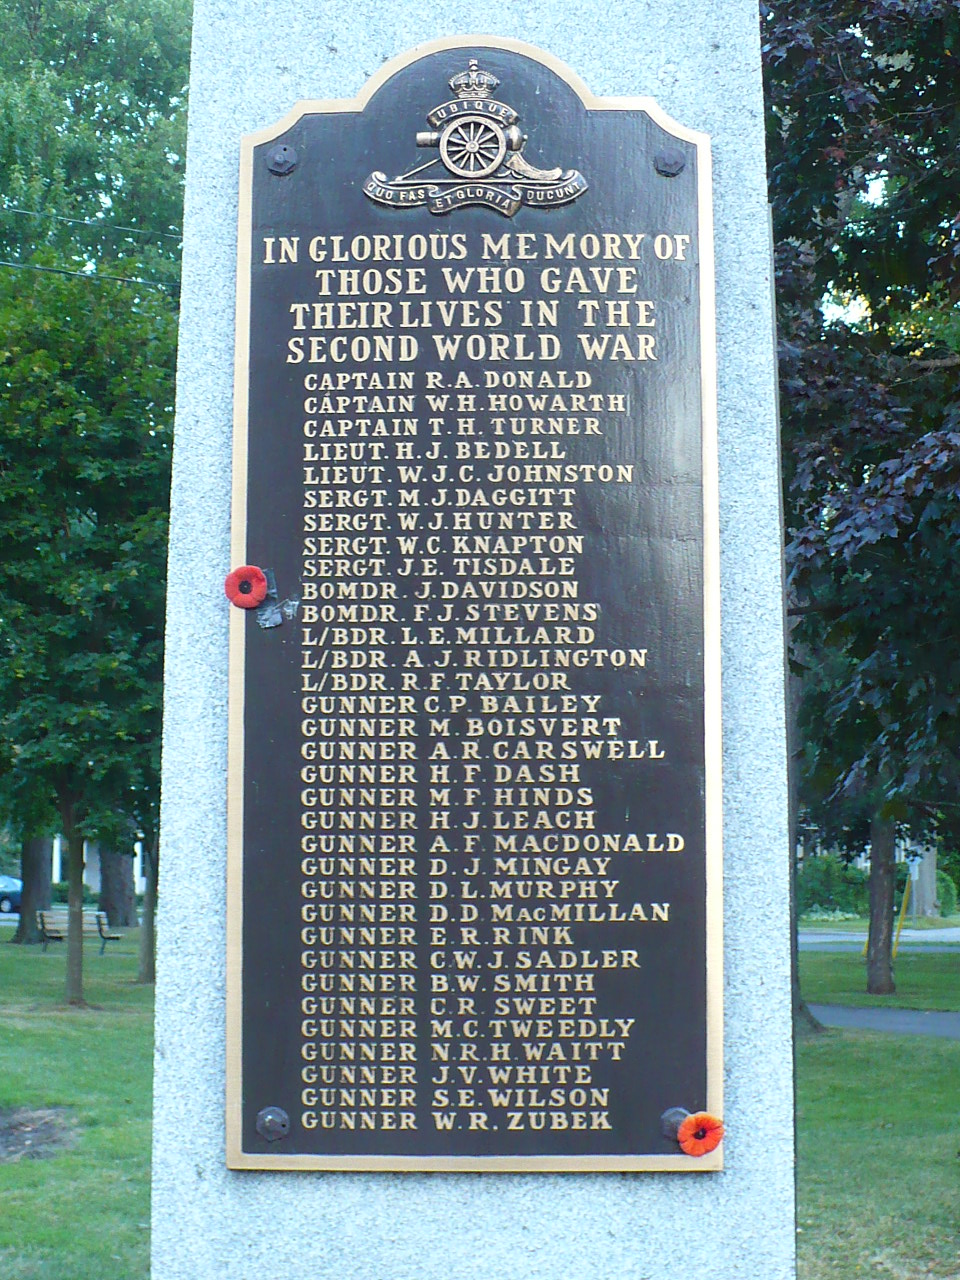 UBIQUE
QUO FAS ET GLORIA DUCUNT
IN GLORIOUS MEMORY OF
THOSE WHO GAVE
THEIR LIVES IN THE
SECOND WORLD WAR
CAPTAIN R.A. DONALD
CAPTAIN W.H. HOWARTH
CAPTAIN T.H. TURNER
LIEUT. H.J. BEDELL
LIEUT. W.J.C. JOHNSTON
SERGT. M.J. DAGGITT
SERGT. W.J. HUNTER
SERGT. W.C. KNAPTON
SERGT. J.E. TISDALE
BOMDR. J. DAVIDSON
BOMDR. F.J. STEVENS
L/BDR. L.E. MILLARD
L/BDR. A.J. RIDLINGTON
L/BDR. R.F. TAYLOR
GUNNER C.P. BAILEY
GUNNER M. BOISVERT
GUNNER A.R. CARSWELL
GUNNER H.F. DASH
GUNNER M.F. HINDS
GUNNER H.J. LEACH
GUNNER A.F. MACDONALD
GUNNER D.J. MINGAY
GUNNER D.L. MURPHY
GUNNER D.D. MACMILLAN
GUNNER E.R. RINK
GUNNER C.W.J. SADLER
GUNNER B.W. SMITH
GUNNER C.R. SWEET
GUNNER M.C. TWEEDLY
GUNNER N.R.H. WAITT
GUNNER J.V. WHITE
GUNNER S.E. WILSON
GUNNER W.R. ZUBEK